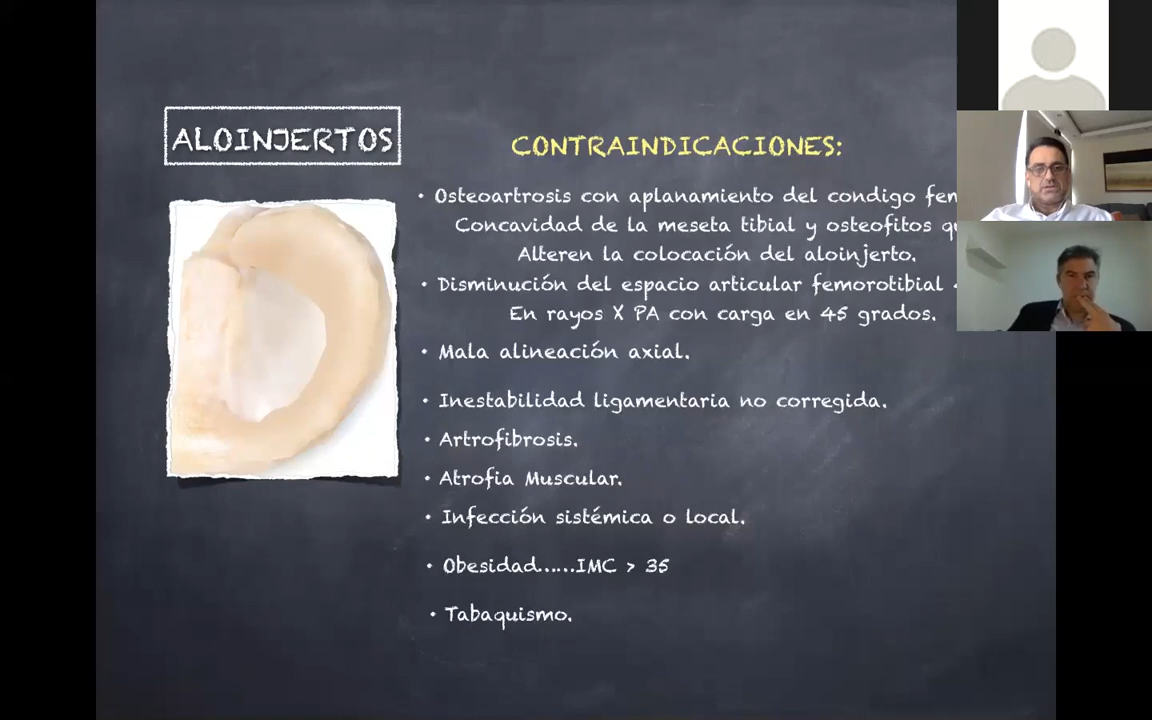 ALOINJERTOS
CONTRAINDICACIONES:
• Osteoartrosis con aplanamiento del condigo
Concavidad de la meseta tibial y osteofitos
Alteren la colocación del aloinjerto.
• Disminución del espacio articular femorotibial
En rayos X PA con carga en 45 grados.
• Mala alineación axial.
• Inestabilidad ligamentaria no corregida.
• Artrofibrosis.
• Atrofia Muscular.
• Infección sistémica o local.
• Obesidad......IMC > 35
• Tabaquismo.